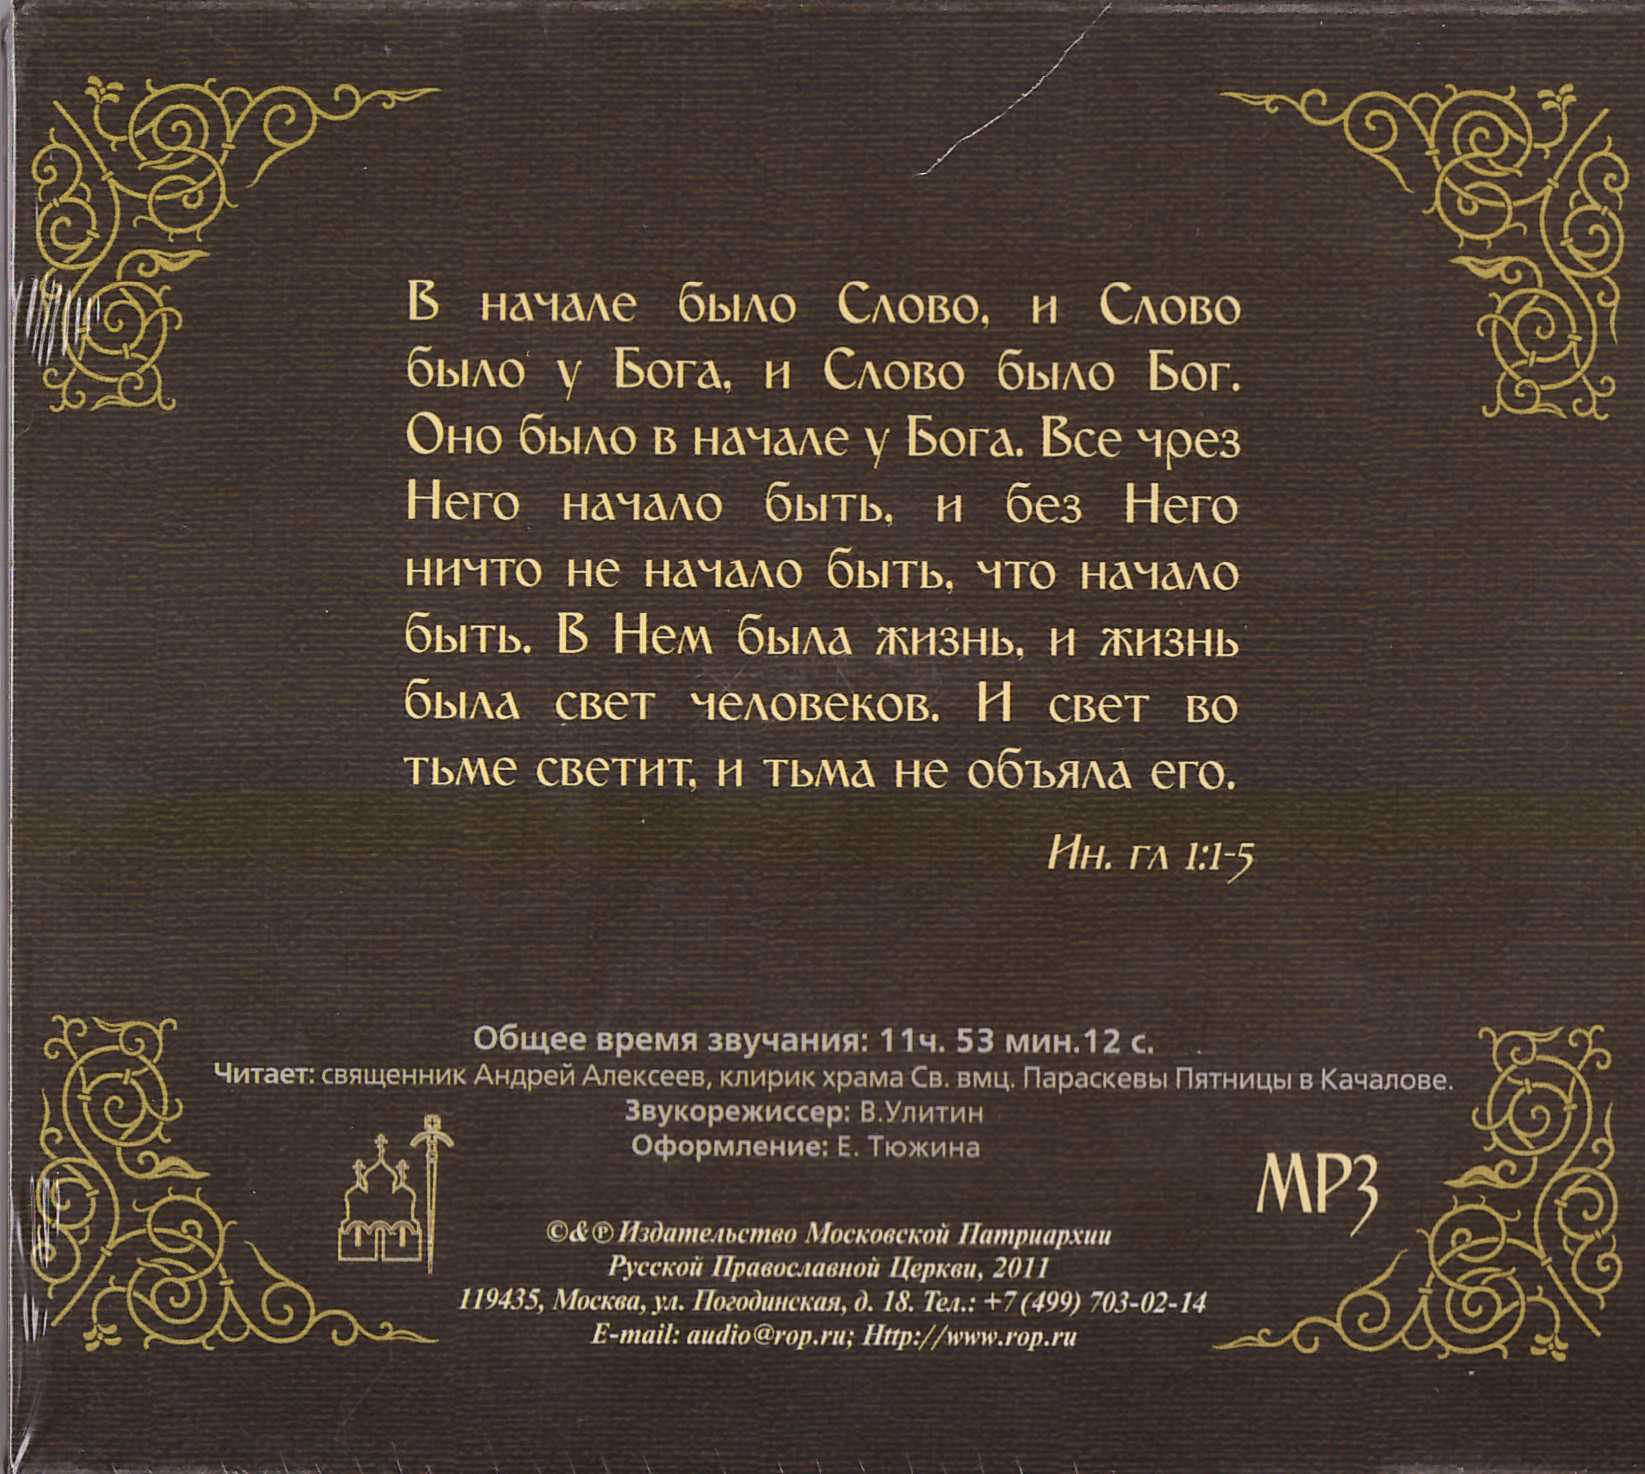 В начале было Слово, и Слово
было у Бога, и Слово было Бог.
Оно было в начале у Бога. Все чрез
Него начало быть, и без Него
ничто не начало быть, что начало
быть. В Нем была жизнь, и жизнь
была свет человеков. И свет во
тьме светит, и тьма не объяла его.
Ин. гл 1:1-5
Общее время звучания: 11ч. 53 мин.12 с.
Читает: священник Андрей Алексеев, клирик храма Св. вмц. Параскевы Пятницы в Качалове.
Звукорежиссер: В.Улитин
Оформление: Е. Тюжина
MP3
©&℗ Издательство Московской Патриархии
Русской Православной Церкви, 2011
119435, Москва, ул. Погодинская, д. 18. Тел.: +7 (499) 703-02-14
E-mail: audio@rop.ru; Http://www.rop.ru